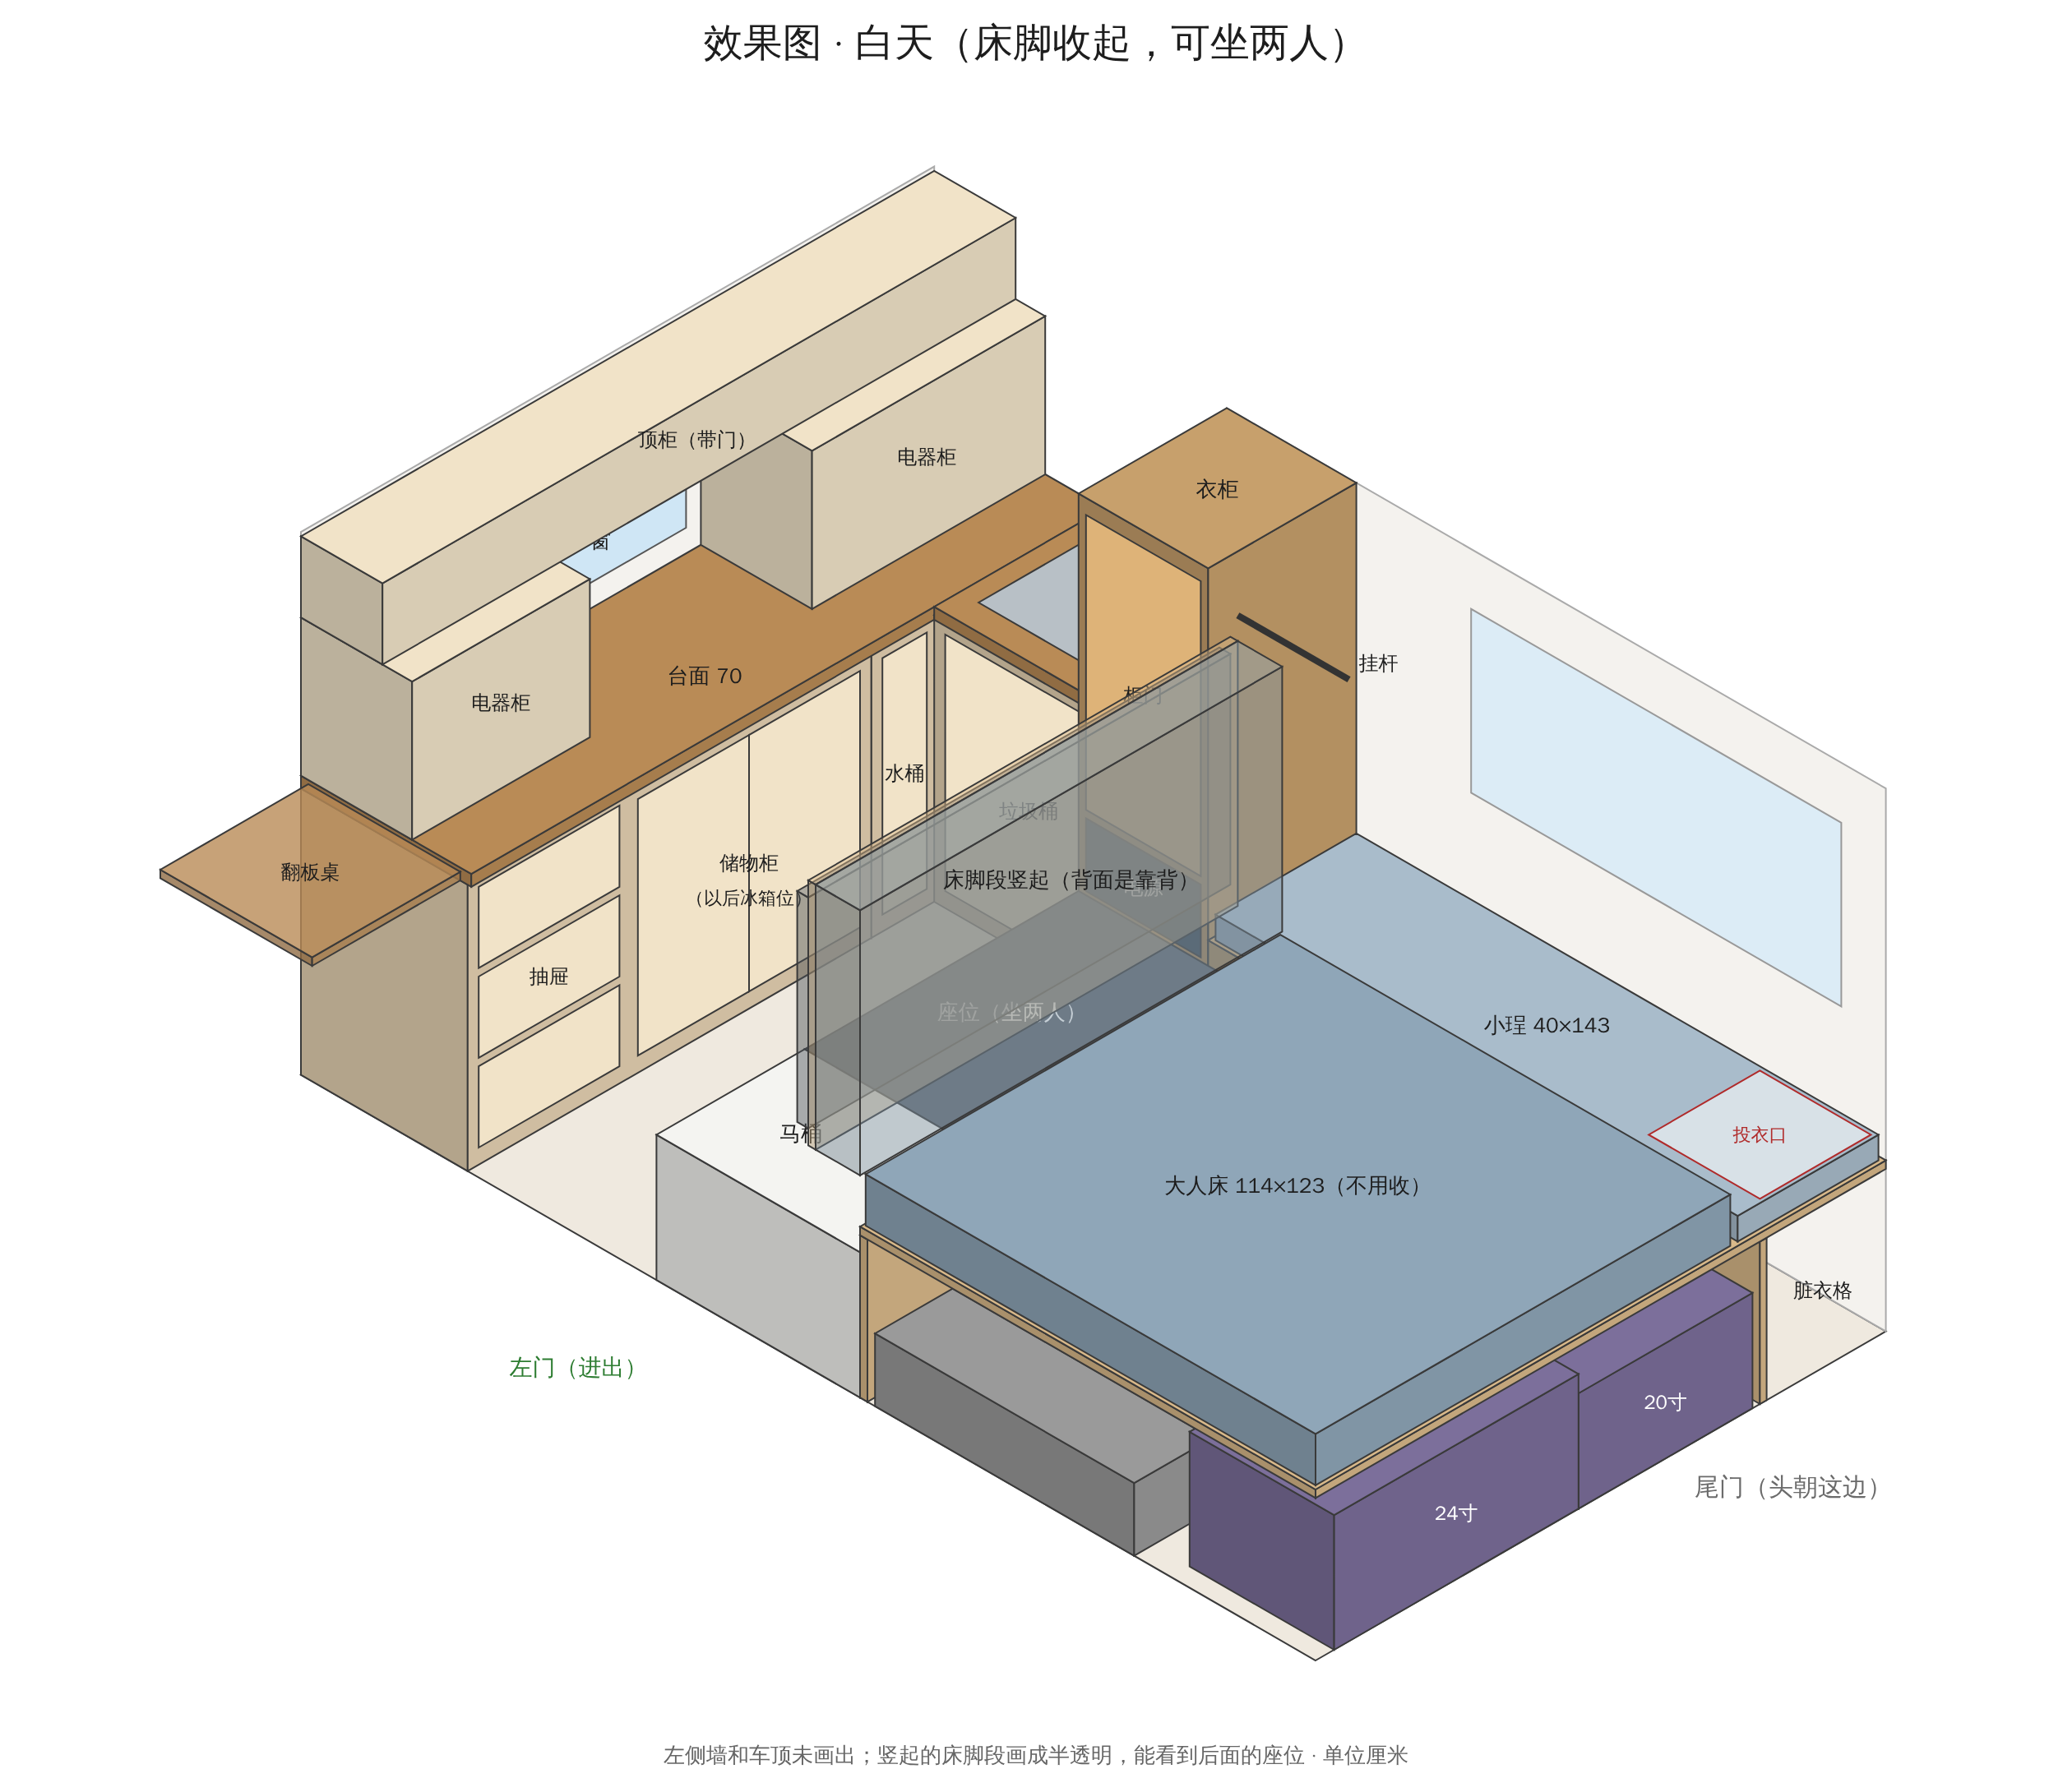 效果图 · 白天（床脚收起，可坐两人）
顶柜（带门）
电器柜
衣柜
窗
挂杆
台面 70
柜门
电器柜
水桶
垃圾桶
储物柜
（以后冰箱位）
翻板桌
床脚段竖起（背面是靠背）
电源
抽屉
座位（坐两人）
小珵 40×143
马桶
投衣口
大人床 114×123（不用收）
脏衣格
左门（进出）
20寸
尾门（头朝这边）
24寸
左侧墙和车顶未画出；竖起的床脚段画成半透明，能看到后面的座位 · 单位厘米